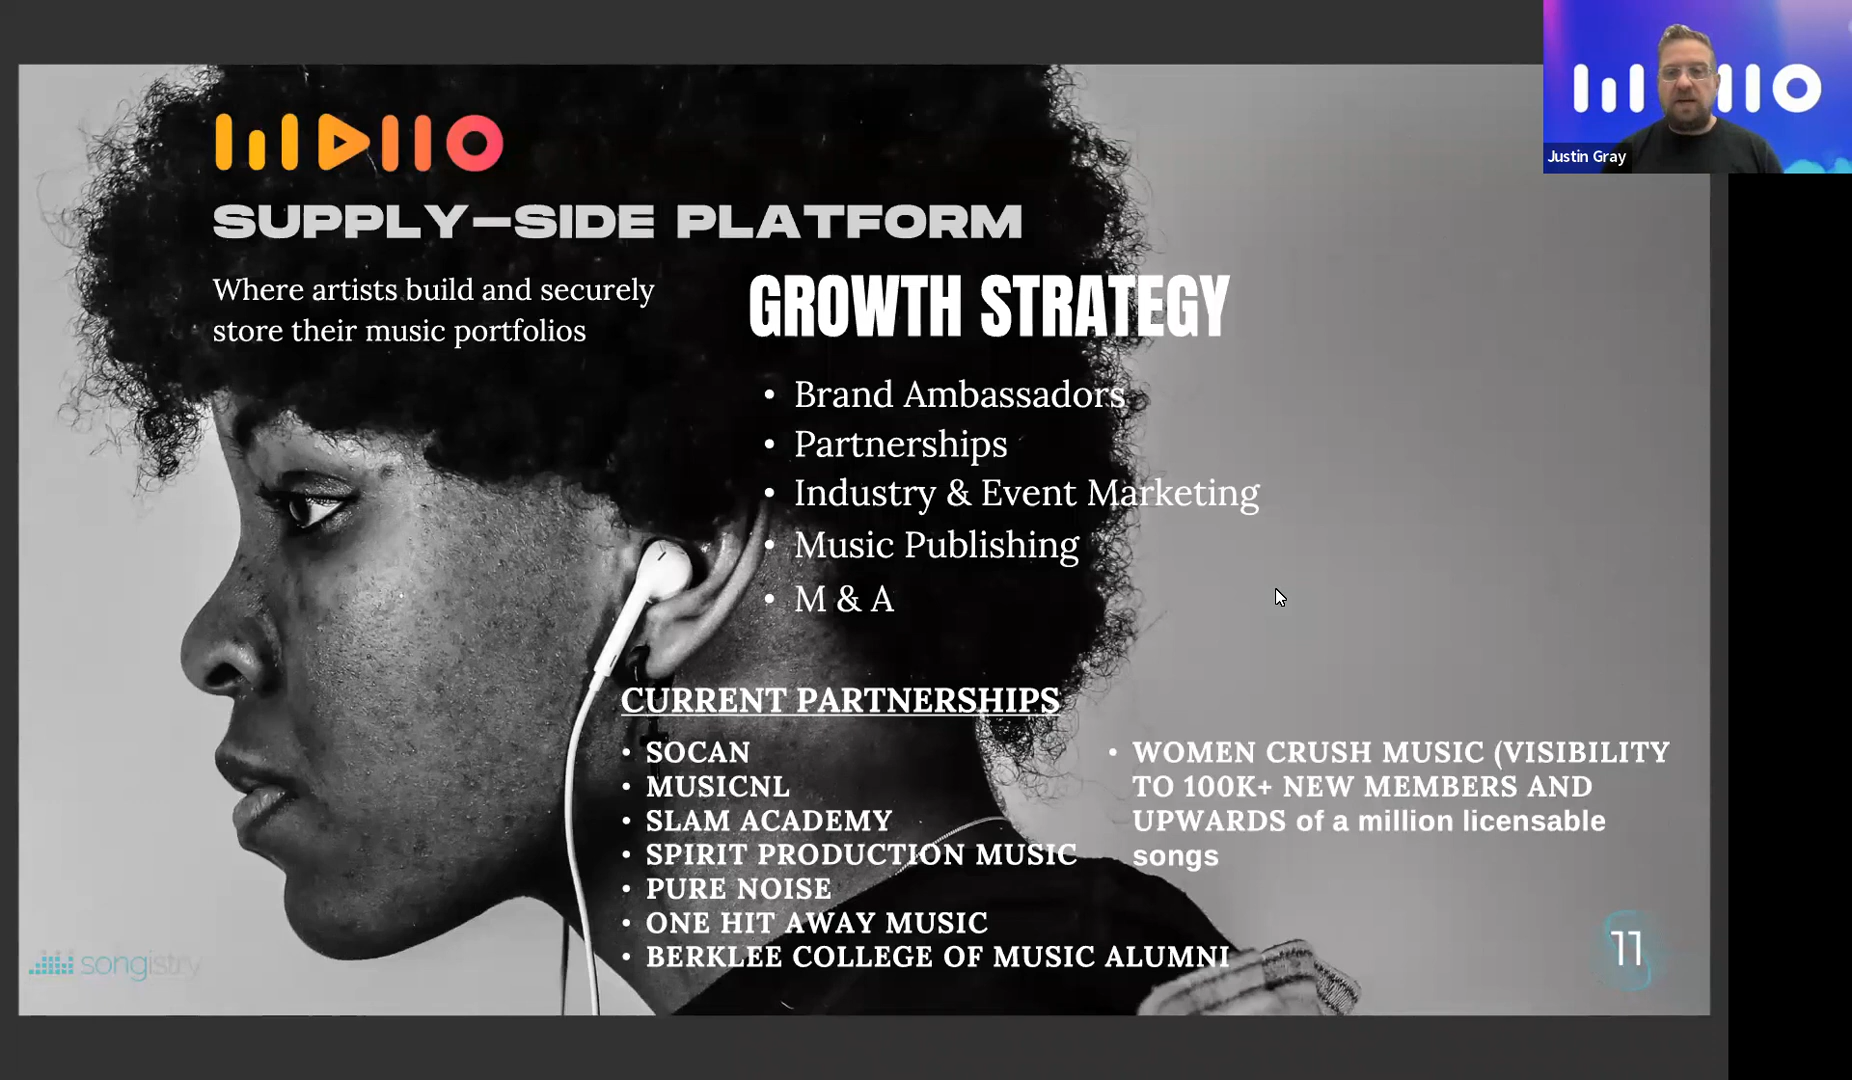 SUPPLY-SIDE PLATFORM
Where artists build and securely
store their music portfolios
GROWTH STRATEGY
• Brand Ambassadors
• Partnerships
• Industry & Event Marketing
• Music Publishing
• M & A
CURRENT PARTNERSHIPS
• SOCAN
• MUSICNL
• SLAM ACADEMY
• SPIRIT PRODUCTION MUSIC
• PURE NOISE
• ONE HIT AWAY MUSIC
• BERKLEE COLLEGE OF MUSIC ALUMNI
• WOMEN CRUSH MUSIC (VISIBILITY
TO 100K+ NEW MEMBERS AND
UPWARDS of a million licensable
songs
songistry
11
Justin Gray